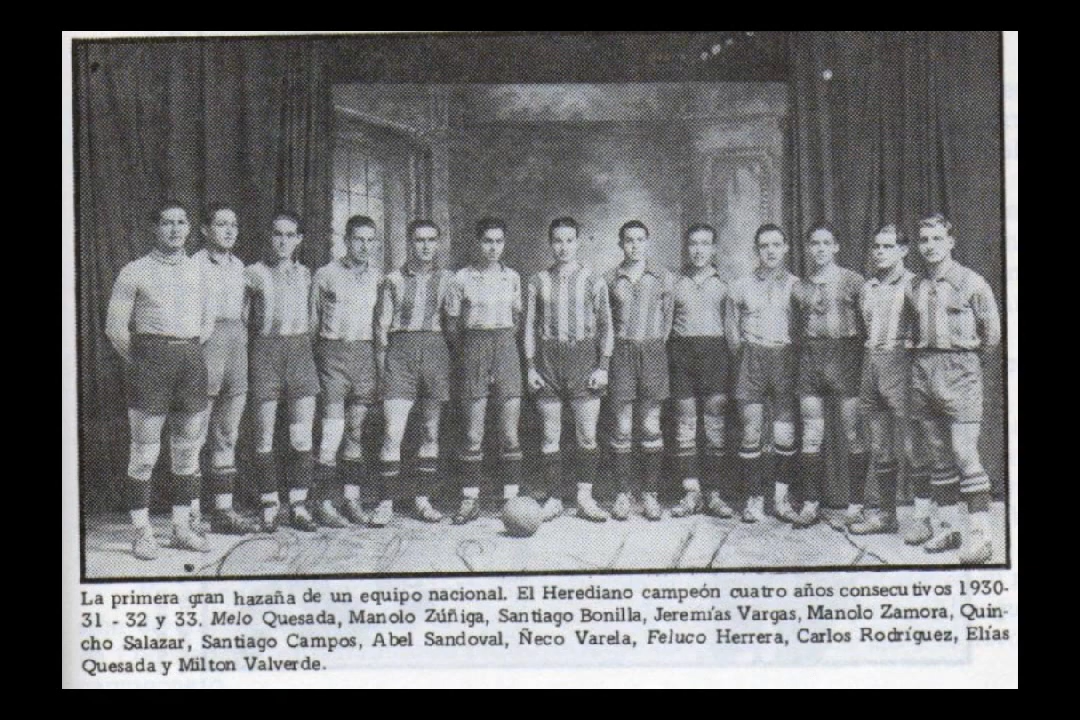 La primera gran hazaña de un equipo nacional. El Herediano campeón cuatro años consecutivos 1930-
31 - 32 y 33. Melo Quesada, Manolo Zúñiga, Santiago Bonilla, Jeremías Vargas, Manolo Zamora, Quin-
cho Salazar, Santiago Campos, Abel Sandoval, Ñeco Varela, Feluco Herrera, Carlos Rodríguez, Elías
Quesada y Milton Valverde.